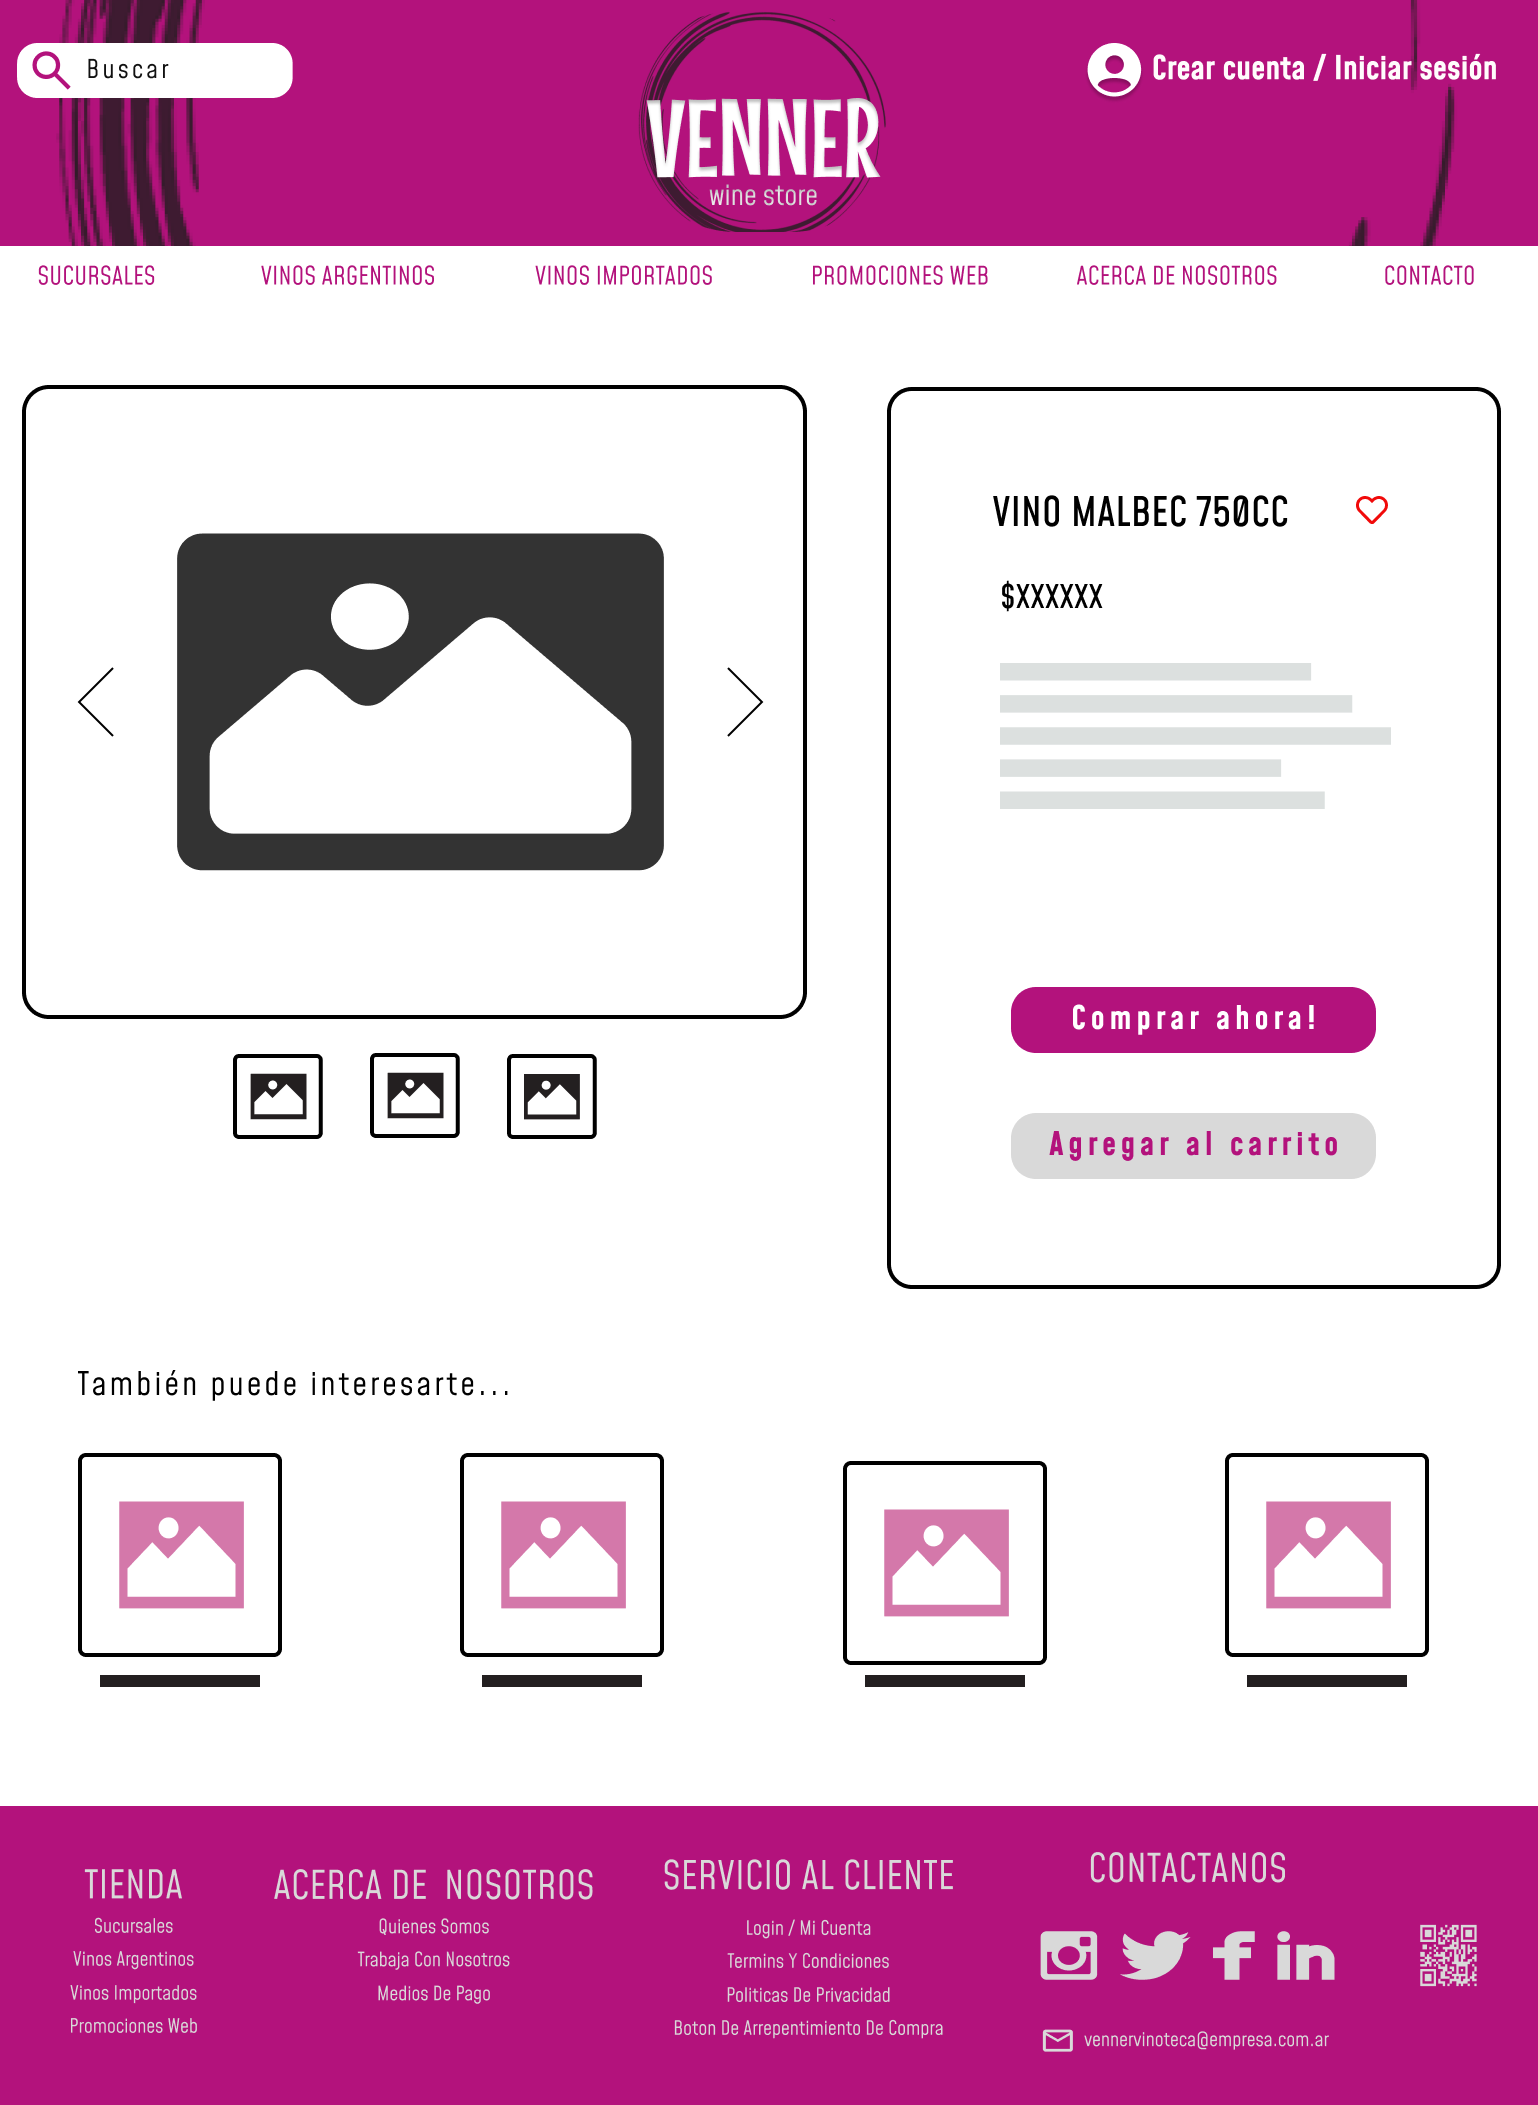 Buscar
VENNER
wine store
Crear cuenta / Iniciar sesión
SUCURSALES
VINOS ARGENTINOS
VINOS IMPORTADOS
PROMOCIONES WEB
ACERCA DE NOSOTROS
CONTACTO
VINO MALBEC 750CC
$XXXXXX
Comprar ahora!
Agregar al carrito
También puede interesarte...
TIENDA
Sucursales
Vinos Argentinos
Vinos Importados
Promociones Web
ACERCA DE NOSOTROS
Quienes Somos
Trabaja Con Nosotros
Medios De Pago
SERVICIO AL CLIENTE
Login / Mi Cuenta
Termins Y Condiciones
Politicas De Privacidad
Boton De Arrepentimiento De Compra
CONTACTANOS
vennervinoteca@empresa.com.ar